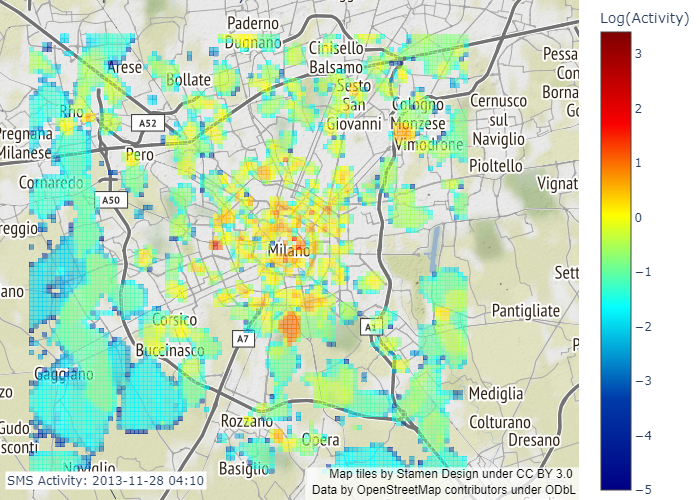 Log(Activity)
Paderno
Dugnano
Cinisello
Balsamo
Arese
Bollate
Sesto
San
Giovanni
Cologno
Monzese
Vimodrone
Cernusco
sul
Naviglio
Pioltello
Pessa
Con
Borna
Go
Rho
A52
Pregnana
Milanese
Pero
Cornaredo
A50
Vignat
reggio
Milano
Sett
ano
Pantigliate
Corsico
A7
A1
Buccinasco
P
Gaggiano
zo
Mediglia
Rozzano
Colturano
Dresano
Gudo
sconti
Opera
Noviglio
Basiglio
SMS Activity: 2013-11-28 04:10
Map tiles by Stamen Design under CC BY 3.0
Data by OpenStreetMap contributors under ODbL
3
2
1
0
−1
−2
−3
−4
−5